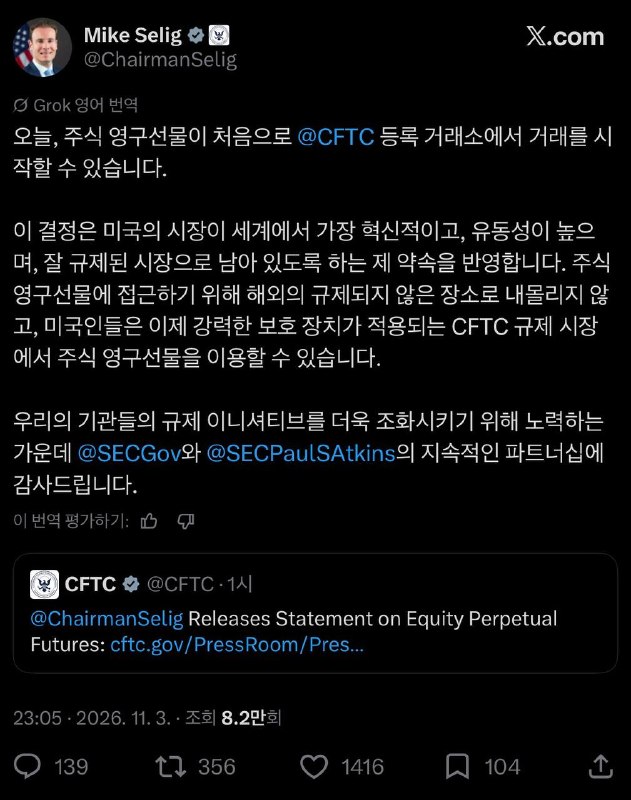 Mike Selig
X.com
@ChairmanSelig
Grok 영어 번역
오늘, 주식 영구선물이 처음으로 @CFTC 등록 거래소에서 거래를 시
작할 수 있습니다.
이 결정은 미국의 시장이 세계에서 가장 혁신적이고, 유동성이 높으
며, 잘 규제된 시장으로 남아 있도록 하는 제 약속을 반영합니다. 주식
영구선물에 접근하기 위해 해외의 규제되지 않은 장소로 내몰리지 않
고, 미국인들은 이제 강력한 보호 장치가 적용되는 CFTC 규제 시장
에서 주식 영구선물을 이용할 수 있습니다.
우리의 기관들의 규제 이니셔티브를 더욱 조화시키기 위해 노력하는
가운데 @SECGov와 @SECPaulSAtkins의 지속적인 파트너십에
감사드립니다.
이 번역 평가하기:
CFTC @CFTC · 1시
@ChairmanSelig Releases Statement on Equity Perpetual
Futures: cftc.gov/PressRoom/Pres...
23:05 · 2026. 11. 3. · 조회 8.2만회
139 356 1416 104